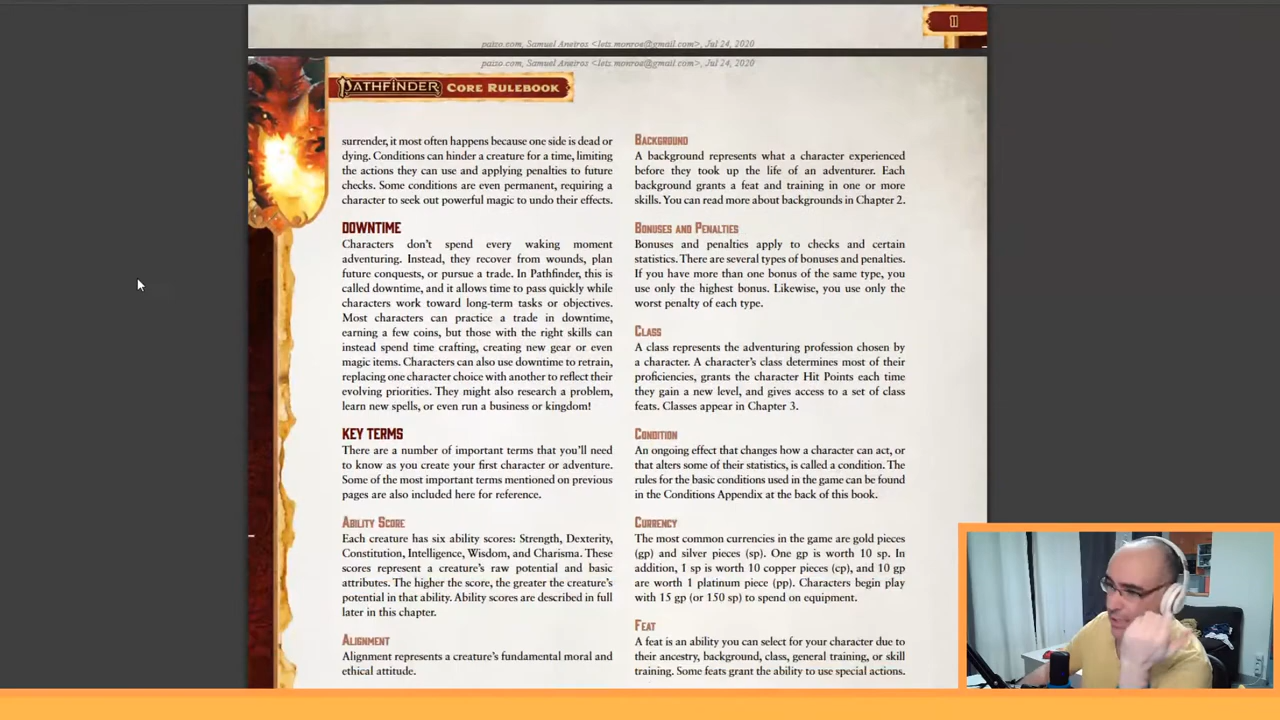 11
paizo.com, Samuel Aneiros <lets.monroe@gmail.com>, Jul 24, 2020
paizo.com, Samuel Aneiros <lets.monroe@gmail.com>, Jul 24, 2020
PATHFINDER CORE RULEBOOK
surrender, it most often happens because one side is dead or
dying. Conditions can hinder a creature for a time, limiting
the actions they can use and applying penalties to future
checks. Some conditions are even permanent, requiring a
character to seek out powerful magic to undo their effects.
DOWNTIME
Characters don't spend every waking moment
adventuring. Instead, they recover from wounds, plan
future conquests, or pursue a trade. In Pathfinder, this is
called downtime, and it allows time to pass quickly while
characters work toward long-term tasks or objectives.
Most characters can practice a trade in downtime,
earning a few coins, but those with the right skills can
instead spend time crafting, creating new gear or even
magic items. Characters can also use downtime to retrain,
replacing one character choice with another to reflect their
evolving priorities. They might also research a problem,
learn new spells, or even run a business or kingdom!
KEY TERMS
There are a number of important terms that you'll need
to know as you create your first character or adventure.
Some of the most important terms mentioned on previous
pages are also included here for reference.
ABILITY SCORE
Each creature has six ability scores: Strength, Dexterity,
Constitution, Intelligence, Wisdom, and Charisma. These
scores represent a creature's raw potential and basic
attributes. The higher the score, the greater the creature's
potential in that ability. Ability scores are described in full
later in this chapter.
ALIGNMENT
Alignment represents a creature's fundamental moral and
ethical attitude.
BACKGROUND
A background represents what a character experienced
before they took up the life of an adventurer. Each
background grants a feat and training in one or more
skills. You can read more about backgrounds in Chapter 2.
BONUSES AND PENALTIES
Bonuses and penalties apply to checks and certain
statistics. There are several types of bonuses and penalties.
If you have more than one bonus of the same type, you
use only the highest bonus. Likewise, you use only the
worst penalty of each type.
CLASS
A class represents the adventuring profession chosen by
a character. A character's class determines most of their
proficiencies, grants the character Hit Points each time
they gain a new level, and gives access to a set of class
feats. Classes appear in Chapter 3.
CONDITION
An ongoing effect that changes how a character can act, or
that alters some of their statistics, is called a condition. The
rules for the basic conditions used in the game can be found
in the Conditions Appendix at the back of this book.
CURRENCY
The most common currencies in the game are gold pieces
(gp) and silver pieces (sp). One gp is worth 10 sp. In
addition, 1 sp is worth 10 copper pieces (cp), and 10 gp
are worth 1 platinum piece (pp). Characters begin play
with 15 gp (or 150 sp) to spend on equipment.
FEAT
A feat is an ability you can select for your character due to
their ancestry, background, class, general training, or skill
training. Some feats grant the ability to use special actions.